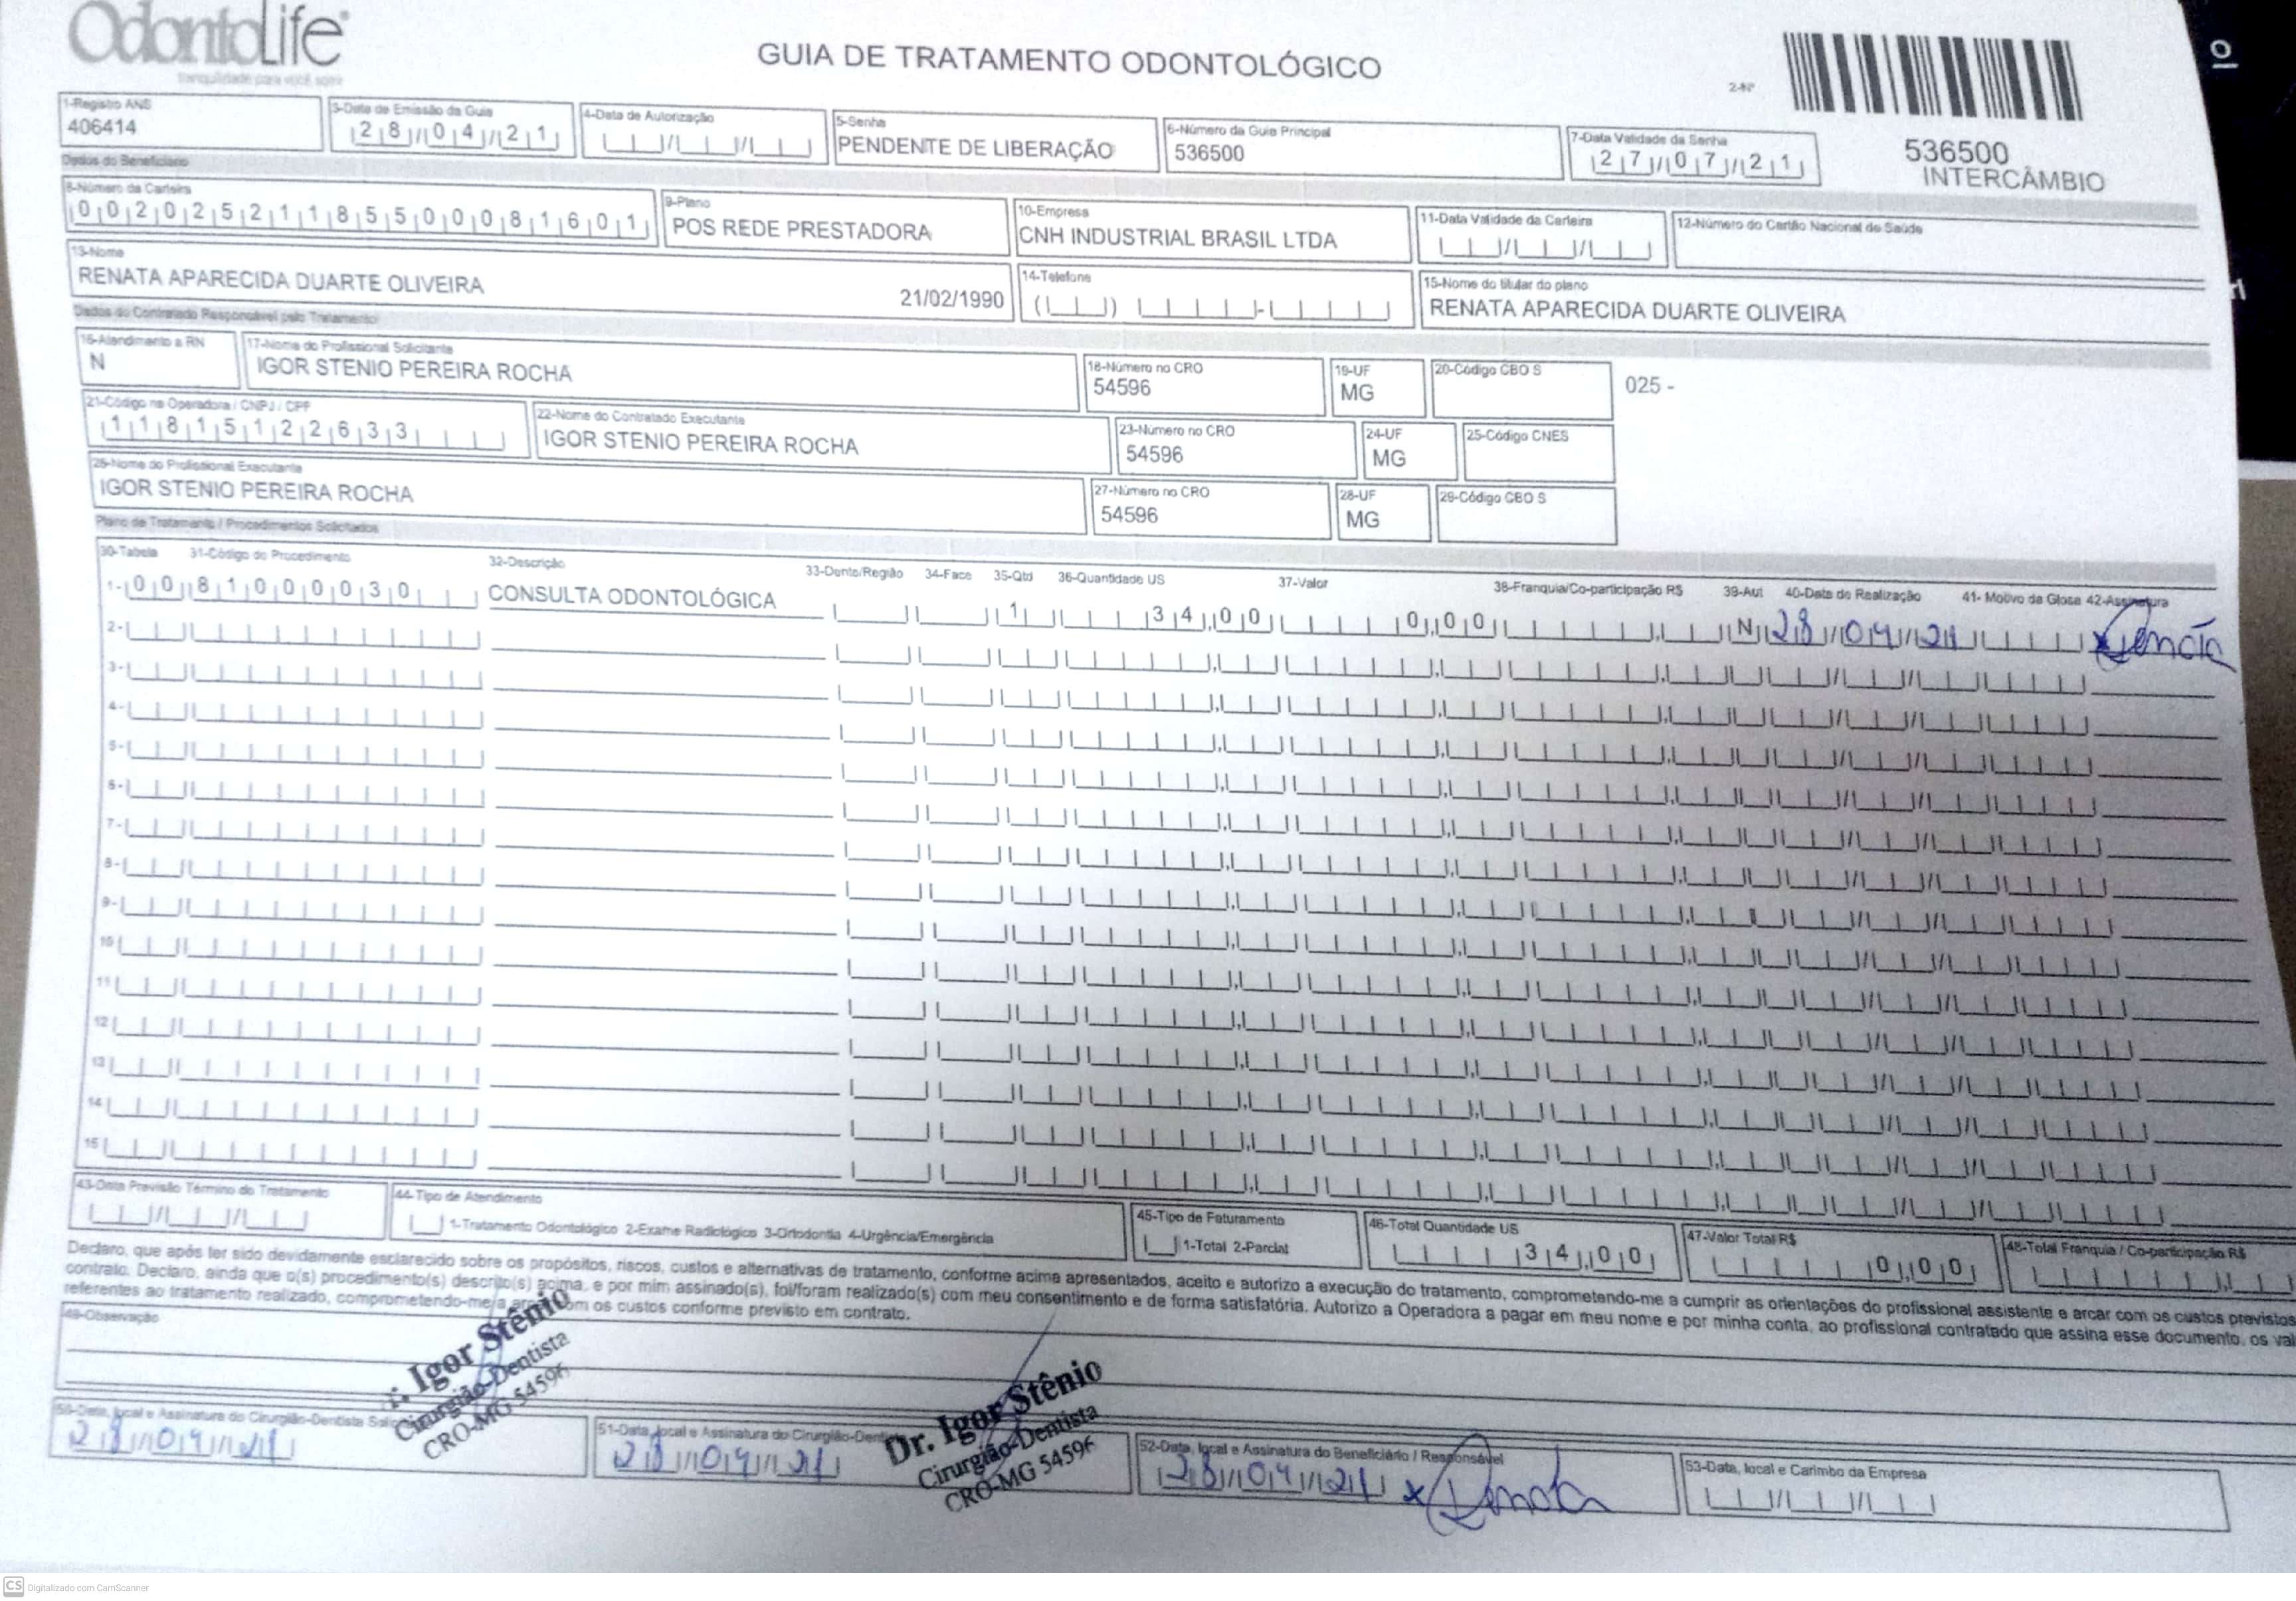 OdontoLife®
tranquilidade para você sorrir
GUIA DE TRATAMENTO ODONTOLÓGICO
2-Nº
536500
INTERCÂMBIO
1-Registro ANS
406414
3-Data de Emissão da Guia
28/04/21
4-Data de Autorização
5-Senha
PENDENTE DE LIBERAÇÃO
6-Número da Guia Principal
536500
7-Data Validade da Senha
27/07/21
Dados do Beneficiário
8-Número da Carteira
00202521185500081601
9-Plano
POS REDE PRESTADORA
10-Empresa
CNH INDUSTRIAL BRASIL LTDA
11-Data Validade da Carteira
12-Número do Cartão Nacional de Saúde
13-Nome
RENATA APARECIDA DUARTE OLIVEIRA 21/02/1990
14-Telefone
15-Nome do titular do plano
RENATA APARECIDA DUARTE OLIVEIRA
Dados do Contratado Responsável pelo Tratamento
16-Atendimento a RN
N
17-Nome do Profissional Solicitante
IGOR STENIO PEREIRA ROCHA
18-Número no CRO
54596
19-UF
MG
20-Código CBO S
025 -
21-Código na Operadora / CNPJ / CPF
11815122633
22-Nome do Contratado Executante
IGOR STENIO PEREIRA ROCHA
23-Número no CRO
54596
24-UF
MG
25-Código CNES
26-Nome do Profissional Executante
IGOR STENIO PEREIRA ROCHA
27-Número no CRO
54596
28-UF
MG
29-Código CBO S
Plano de Tratamento / Procedimentos Solicitados
30-Tabela 31-Código do Procedimento 32-Descrição 33-Dente/Região 34-Face 35-Qtd 36-Quantidade US 37-Valor 38-Franquia/Co-participação R$ 39-Aut 40-Data de Realização 41- Motivo da Glosa 42-Assinatura
1- 00 81000030 CONSULTA ODONTOLÓGICA 1 34,00 0,00 N 28/04/21 x Renata
2-
3-
4-
5-
6-
7-
8-
9-
10
11
12
13
14
15
43-Data Previsão Término do Tratamento
44-Tipo de Atendimento
1-Tratamento Odontológico 2-Exame Radiológico 3-Ortodontia 4-Urgência/Emergência
45-Tipo de Faturamento
1-Total 2-Parcial
46-Total Quantidade US
34,00
47-Valor Total R$
0,00
48-Total Franquia / Co-participação R$
Declaro, que após ter sido devidamente esclarecido sobre os propósitos, riscos, custos e alternativas de tratamento, conforme acima apresentados, aceito e autorizo a execução do tratamento, comprometendo-me a cumprir as orientações do profissional assistente e arcar com os custos previstos
contrato. Declaro, ainda que o(s) procedimento(s) descrito(s) acima, e por mim assinado(s), foi/foram realizado(s) com meu consentimento e de forma satisfatória. Autorizo a Operadora a pagar em meu nome e por minha conta, ao profissional contratado que assina esse documento, os val
referentes ao tratamento realizado, comprometendo-me a com os custos conforme previsto em contrato.
49-Observação
Igor Stênio
Cirurgião-Dentista
CRO-MG 54596
Dr. Igor Stênio
Cirurgião-Dentista
CRO-MG 54596
50-Data, local e Assinatura do Cirurgião-Dentista
28/04/21
51-Data, local e Assinatura do Cirurgião-Dentista
28/04/21
52-Data, local e Assinatura do Beneficiário / Responsável
28/04/21 x Renata
53-Data, local e Carimbo da Empresa
CS Digitalizado com CamScanner